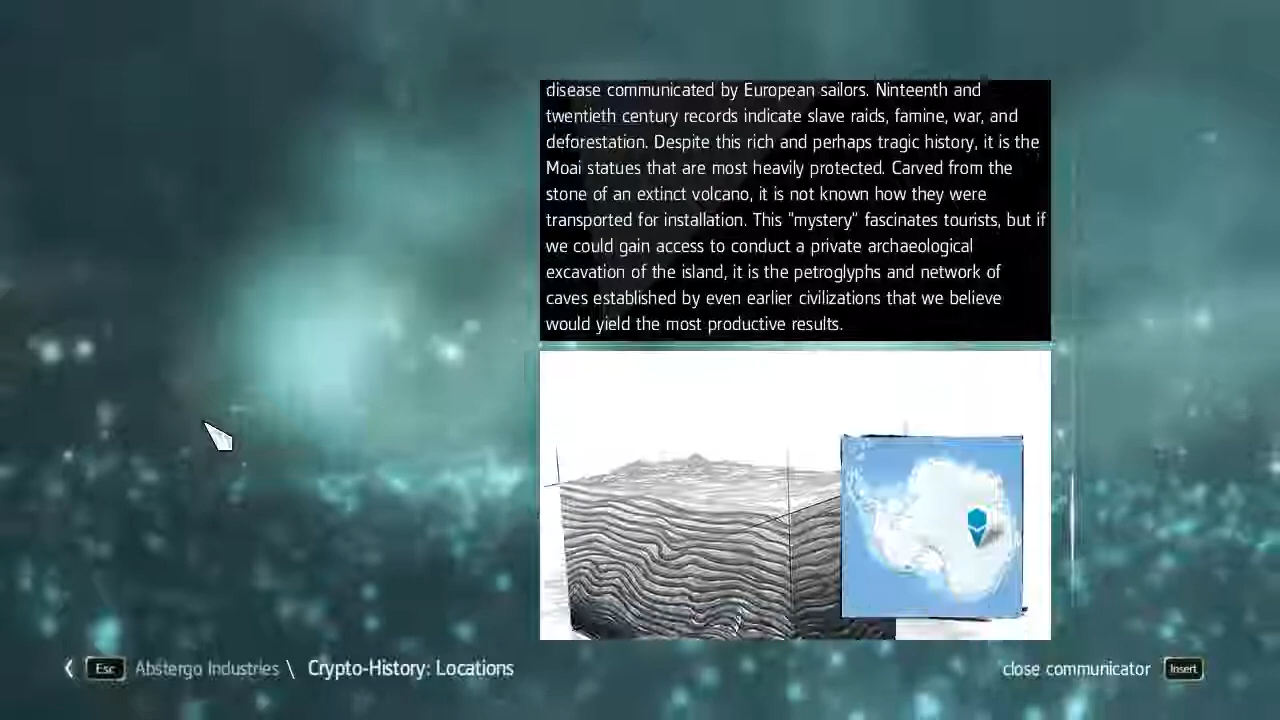 disease communicated by European sailors. Ninteenth and
twentieth century records indicate slave raids, famine, war, and
deforestation. Despite this rich and perhaps tragic history, it is the
Moai statues that are most heavily protected. Carved from the
stone of an extinct volcano, it is not known how they were
transported for installation. This "mystery" fascinates tourists, but if
we could gain access to conduct a private archaeological
excavation of the island, it is the petroglyphs and network of
caves established by even earlier civilizations that we believe
would yield the most productive results.
Esc Abstergo Industries \ Crypto-History: Locations
close communicator Insert